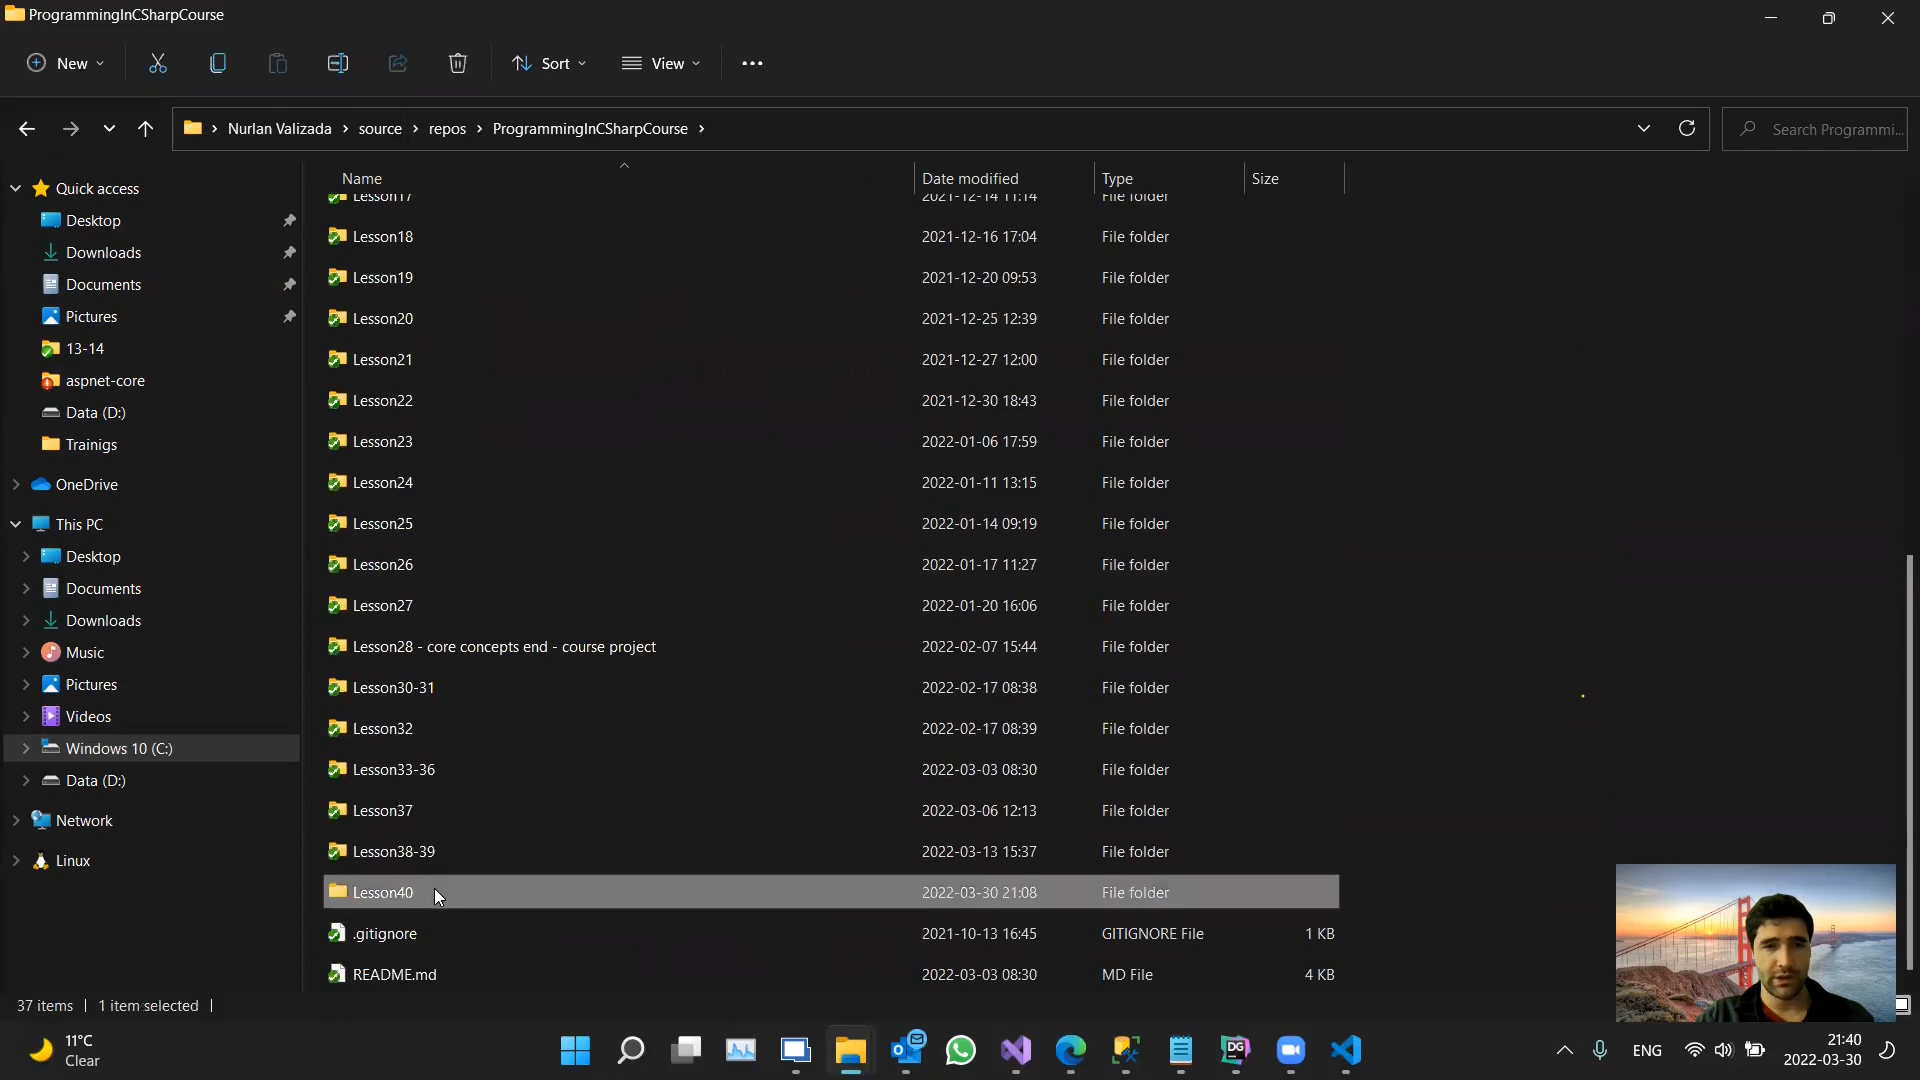 ProgrammingInCSharpCourse
New
Sort
View
Nurlan Valizada > source > repos > ProgrammingInCSharpCourse >
Search Programmi...
Name Date modified Type Size
Quick access
Desktop
Downloads
Documents
Pictures
13-14
aspnet-core
Data (D:)
Trainigs
OneDrive
This PC
Desktop
Documents
Downloads
Music
Pictures
Videos
Windows 10 (C:)
Data (D:)
Network
Linux
Lesson17 2021-12-14 11:14 File folder
Lesson18 2021-12-16 17:04 File folder
Lesson19 2021-12-20 09:53 File folder
Lesson20 2021-12-25 12:39 File folder
Lesson21 2021-12-27 12:00 File folder
Lesson22 2021-12-30 18:43 File folder
Lesson23 2022-01-06 17:59 File folder
Lesson24 2022-01-11 13:15 File folder
Lesson25 2022-01-14 09:19 File folder
Lesson26 2022-01-17 11:27 File folder
Lesson27 2022-01-20 16:06 File folder
Lesson28 - core concepts end - course project 2022-02-07 15:44 File folder
Lesson30-31 2022-02-17 08:38 File folder
Lesson32 2022-02-17 08:39 File folder
Lesson33-36 2022-03-03 08:30 File folder
Lesson37 2022-03-06 12:13 File folder
Lesson38-39 2022-03-13 15:37 File folder
Lesson40 2022-03-30 21:08 File folder
.gitignore 2021-10-13 16:45 GITIGNORE File 1 KB
README.md 2022-03-03 08:30 MD File 4 KB
37 items | 1 item selected |
11°C
Clear
DG
ENG
21:40
2022-03-30